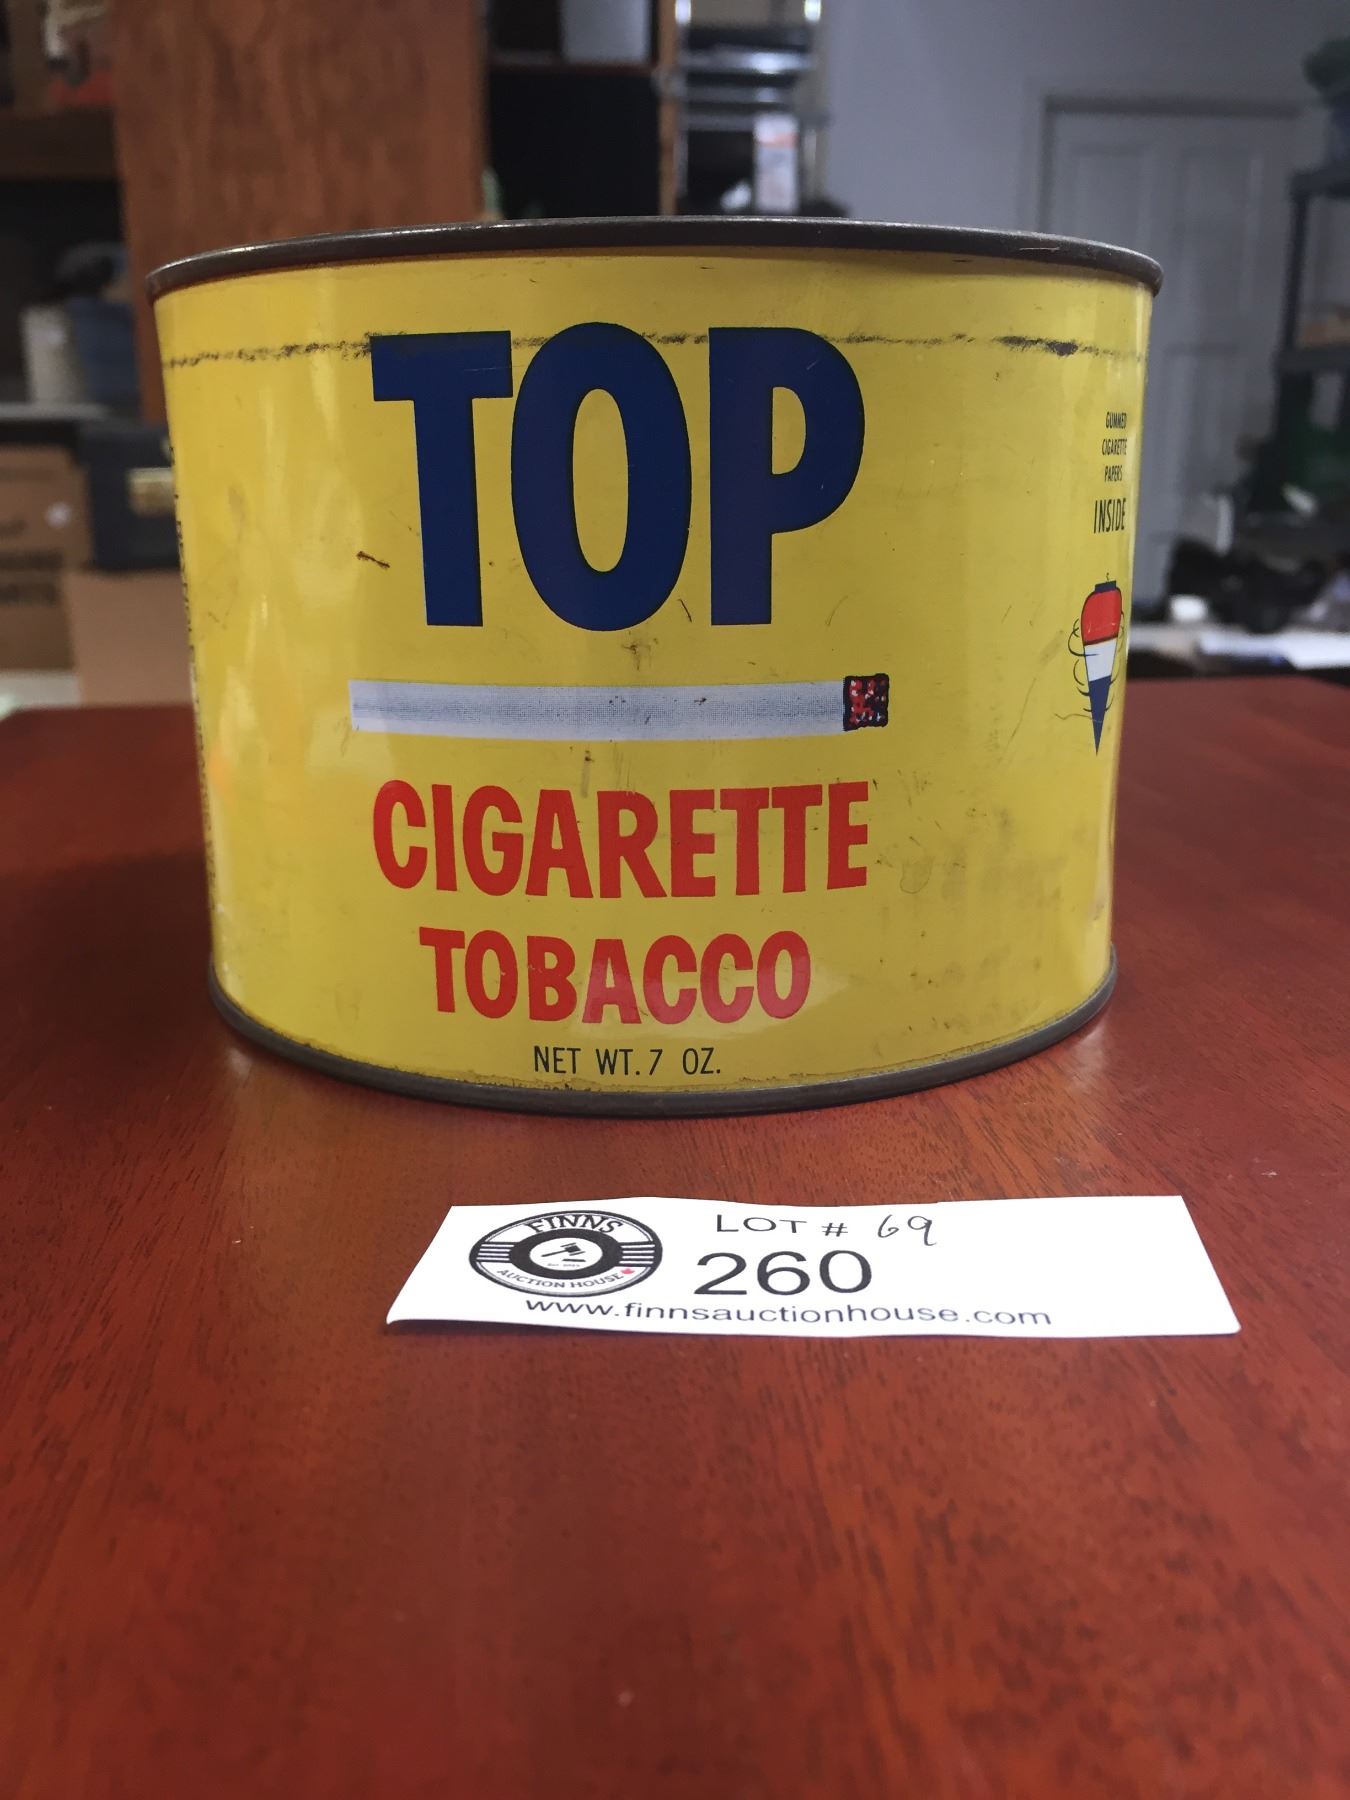 TOP
CIGARETTE
TOBACCO
NET WT. 7 OZ.
GUMMED
CIGARETTE
PAPERS
INSIDE
FINNS
AUCTION HOUSE
LOT # 69
260
www.finnsauctionhouse.com